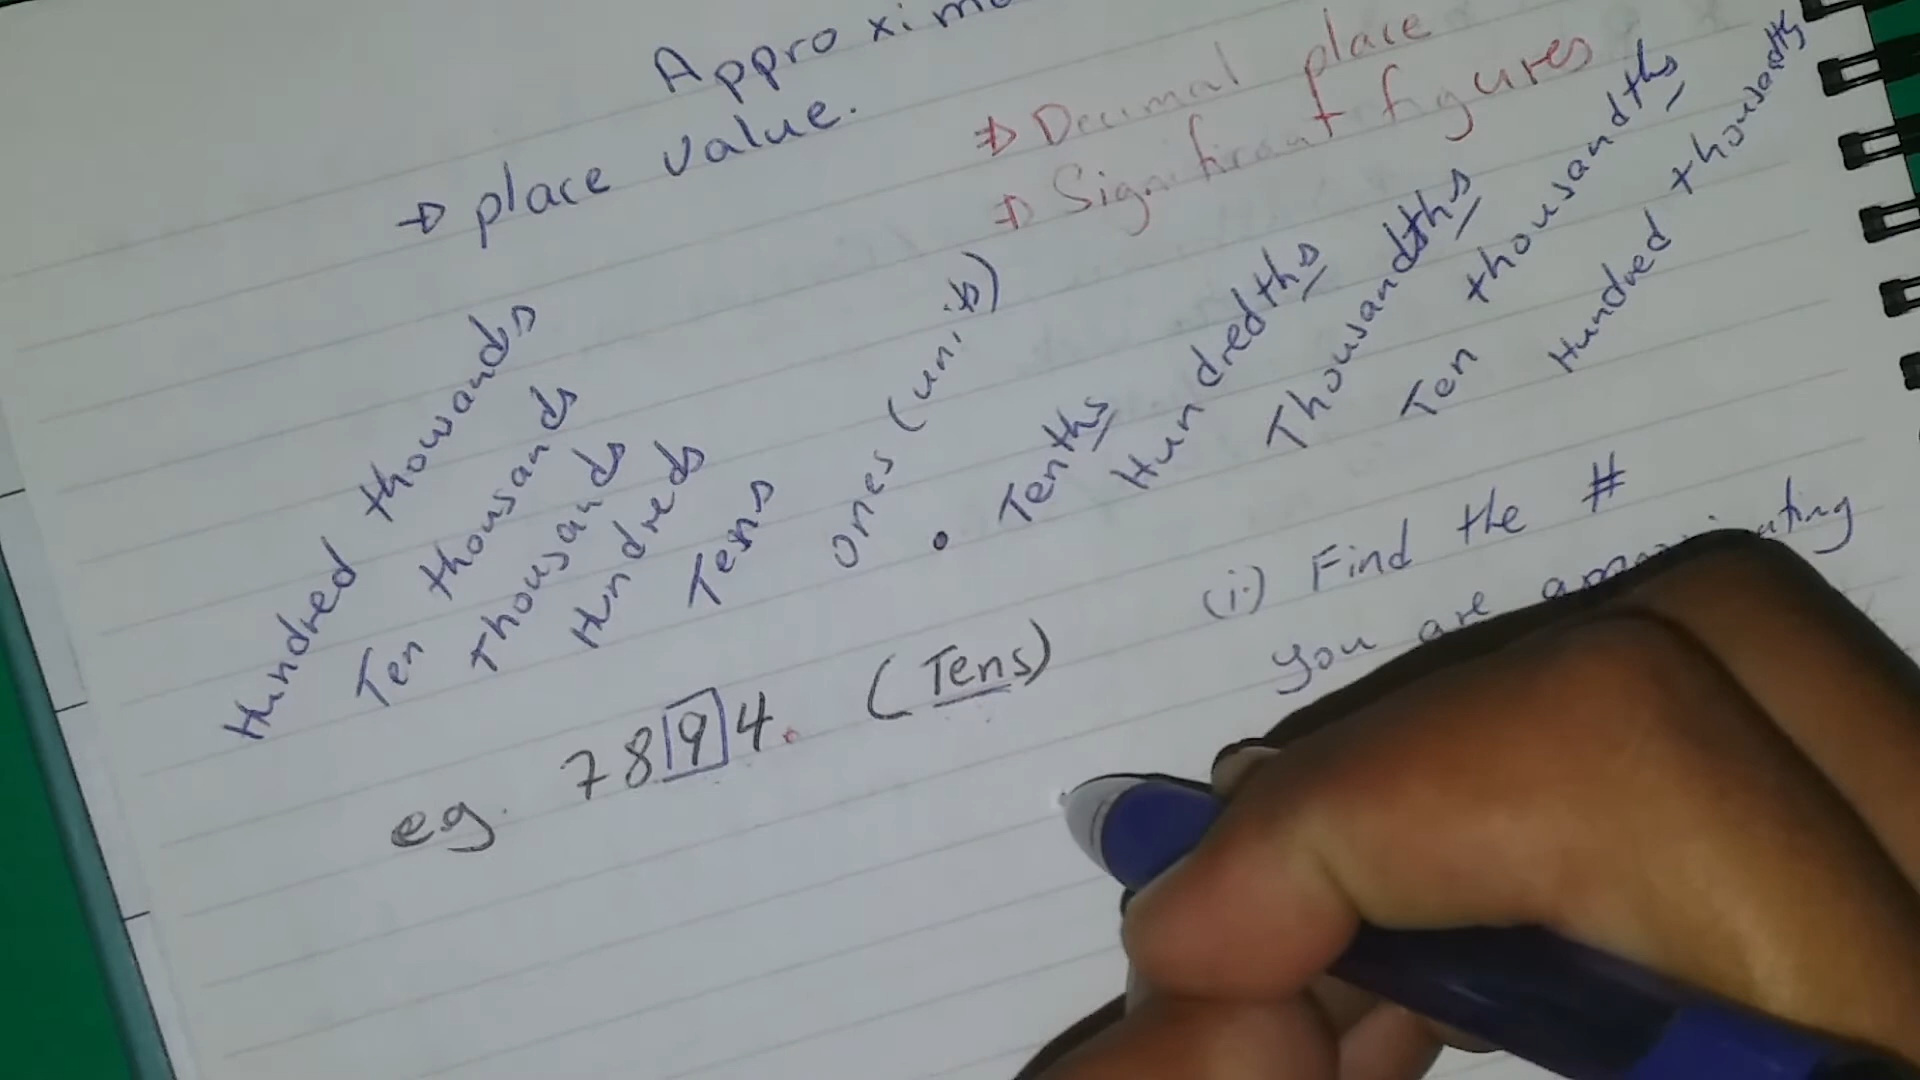 Approxim
→ place value.
⇒ Decimal place
⇒ Significant figures
Hundred thousands
Ten thousands
Thousands
Hundreds
Tens
ones (units)
.
Tenths
Hundredths
Thousandths
Ten thousandths
Hundred thousandths
eg. 7894. (Tens)
(i) Find the #
you are